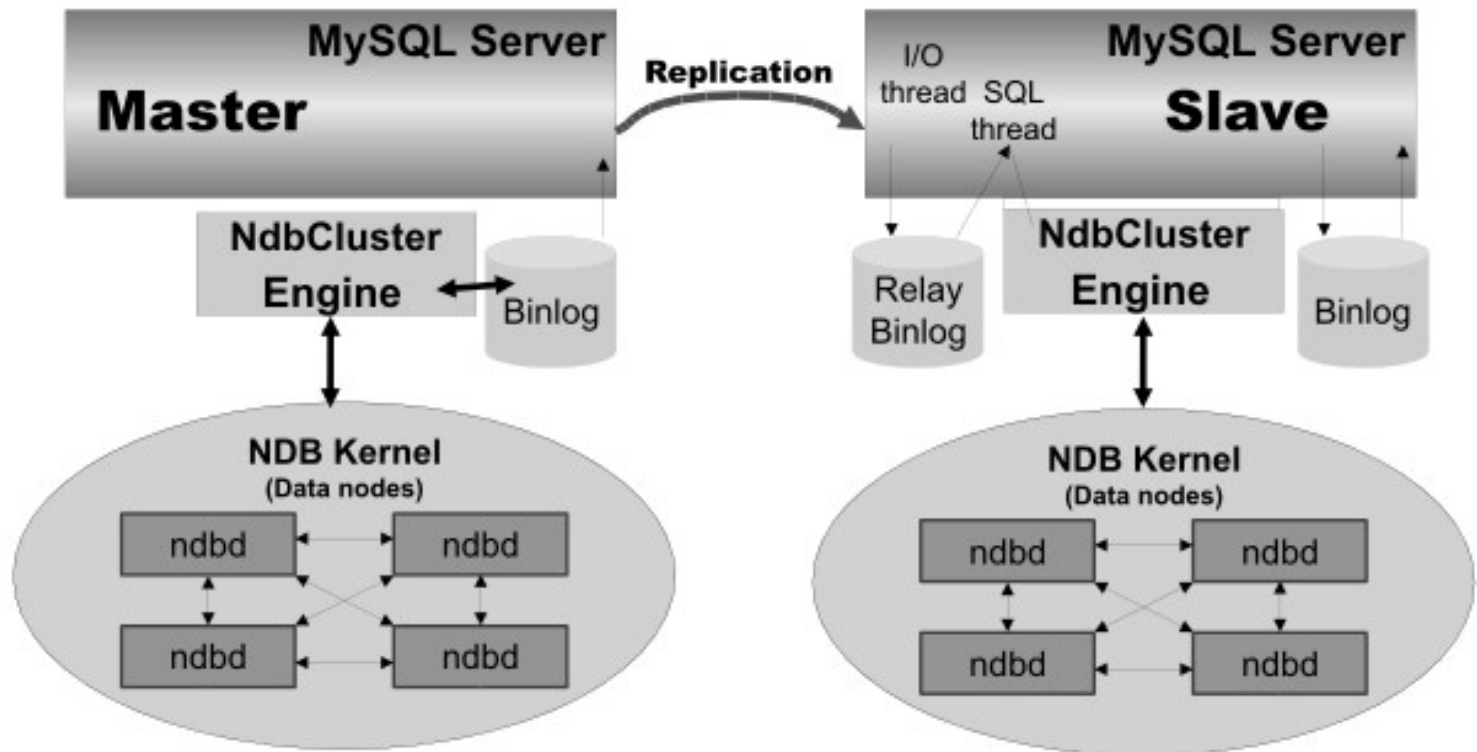 MySQL Server
Master
Replication
MySQL Server
I/O
thread
SQL
thread
Slave
NdbCluster
Engine
Binlog
Relay
Binlog
NdbCluster
Engine
Binlog
NDB Kernel
(Data nodes)
ndbd
ndbd
ndbd
ndbd
NDB Kernel
(Data nodes)
ndbd
ndbd
ndbd
ndbd